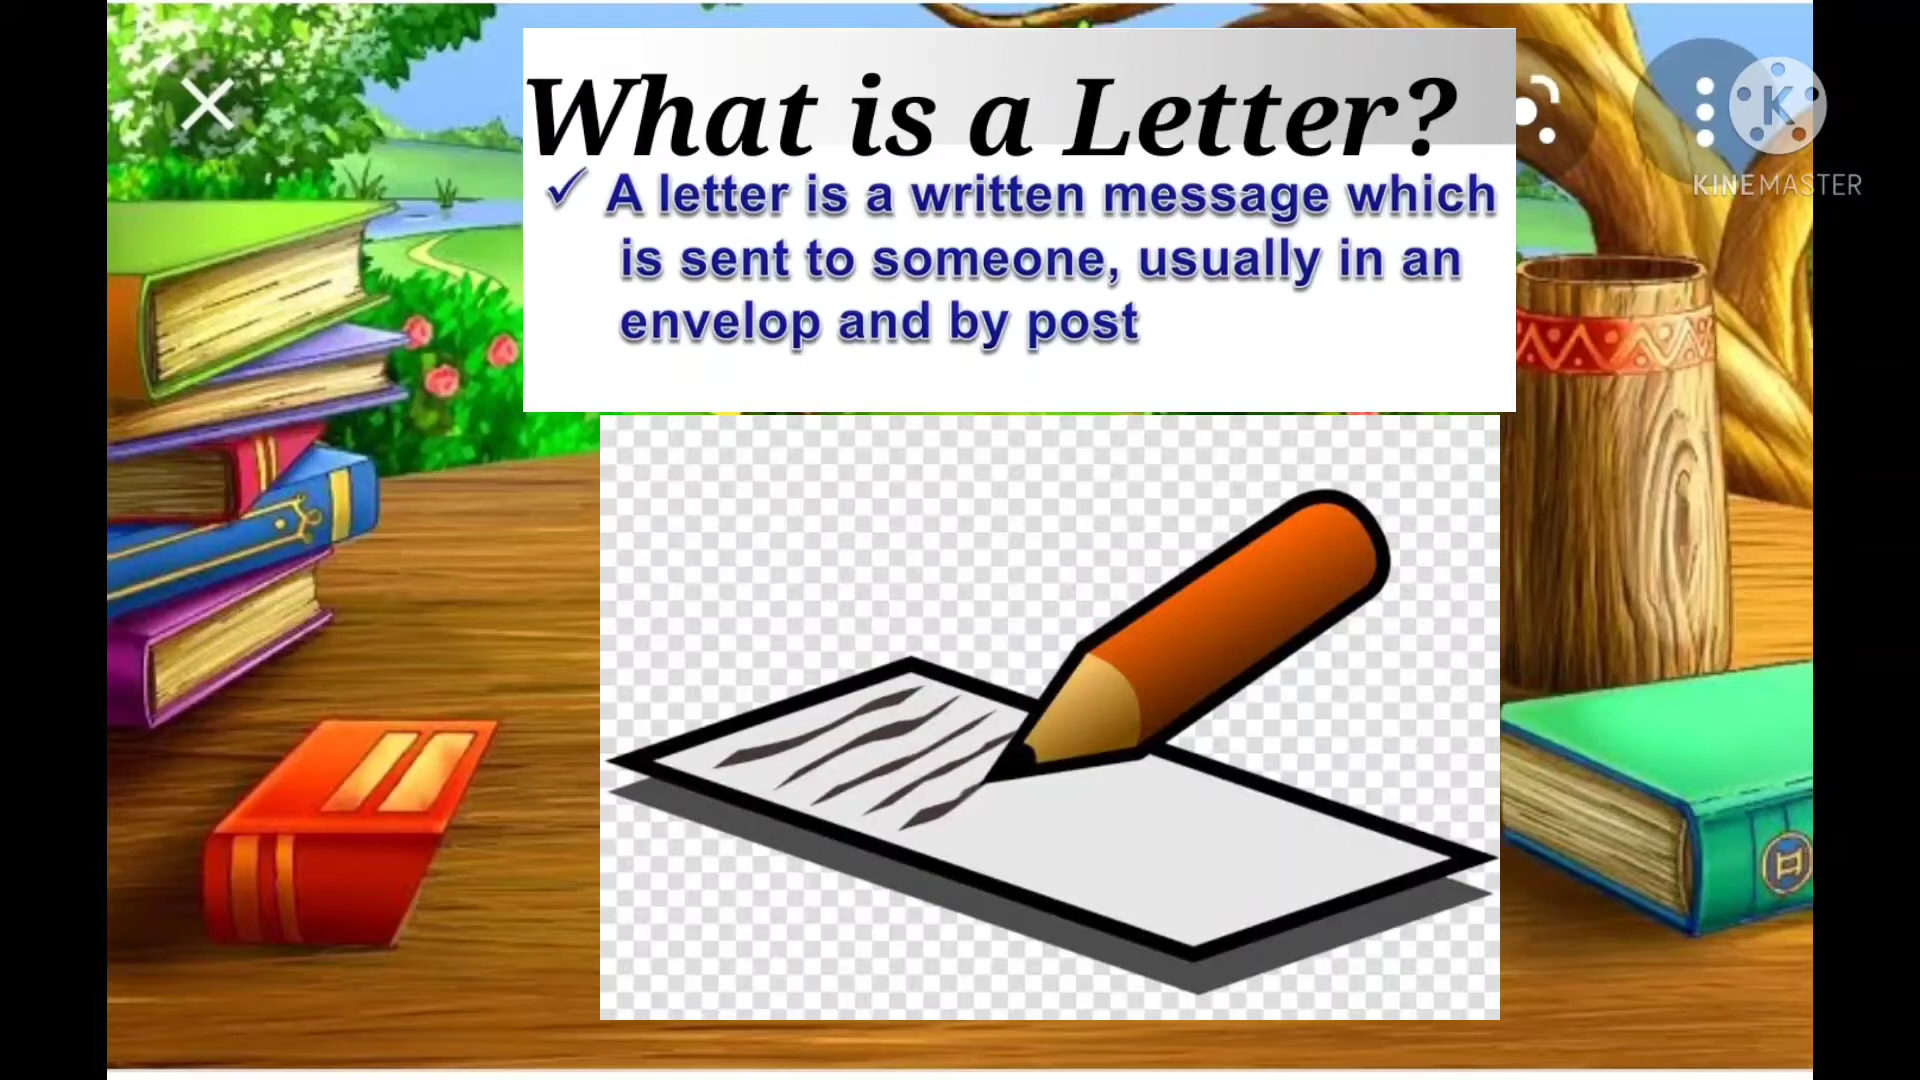 What is a Letter?
✓ A letter is a written message which
is sent to someone, usually in an
envelop and by post
K
KINEMASTER